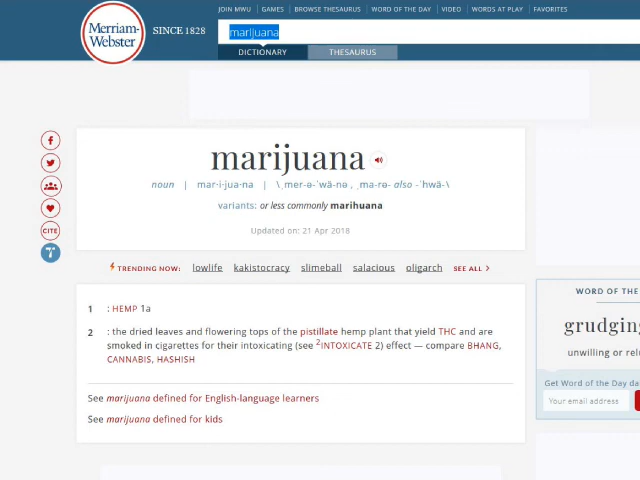 JOIN MWU | GAMES | BROWSE THESAURUS | WORD OF THE DAY | VIDEO | WORDS AT PLAY | FAVORITES
Merriam-
Webster
SINCE 1828
marijuana
DICTIONARY
THESAURUS
marijuana
noun | mar·i·jua·na | \ ˌmer-ə-ˈwä-nə , ˌma-rə- also -ˈhwä-\
variants: or less commonly marihuana
Updated on: 21 Apr 2018
CITE
TRENDING NOW: lowlife kakistocracy slimeball salacious oligarch SEE ALL >
1 : HEMP 1a
2 : the dried leaves and flowering tops of the pistillate hemp plant that yield THC and are
smoked in cigarettes for their intoxicating (see ²INTOXICATE 2) effect — compare BHANG,
CANNABIS, HASHISH
See marijuana defined for English-language learners
See marijuana defined for kids
WORD OF THE
grudging
unwilling or
Get Word of the Day
Your email address